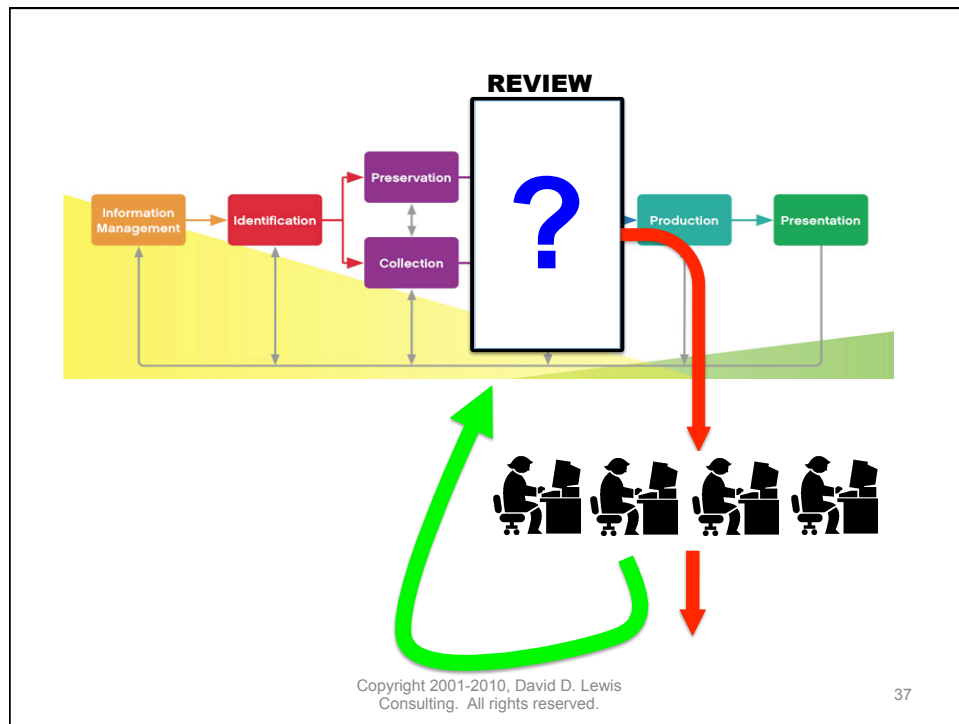 REVIEW
?
Preservation
Information
Management
Identification
Collection
Production
Presentation
Copyright 2001-2010, David D. Lewis
Consulting.  All rights reserved.
37